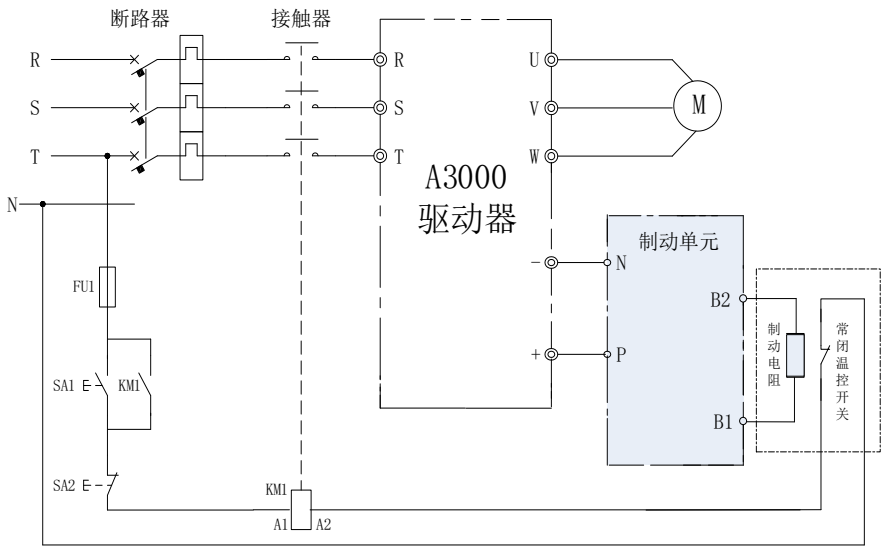 断路器
接触器
R
R
U
S
S
V
M
T
T
W
A3000
驱动器
N
制动单元
-
N
FU1
B2
制动电阻
常闭温控开关
+
P
SA1
KM1
B1
SA2
KM1
A1
A2